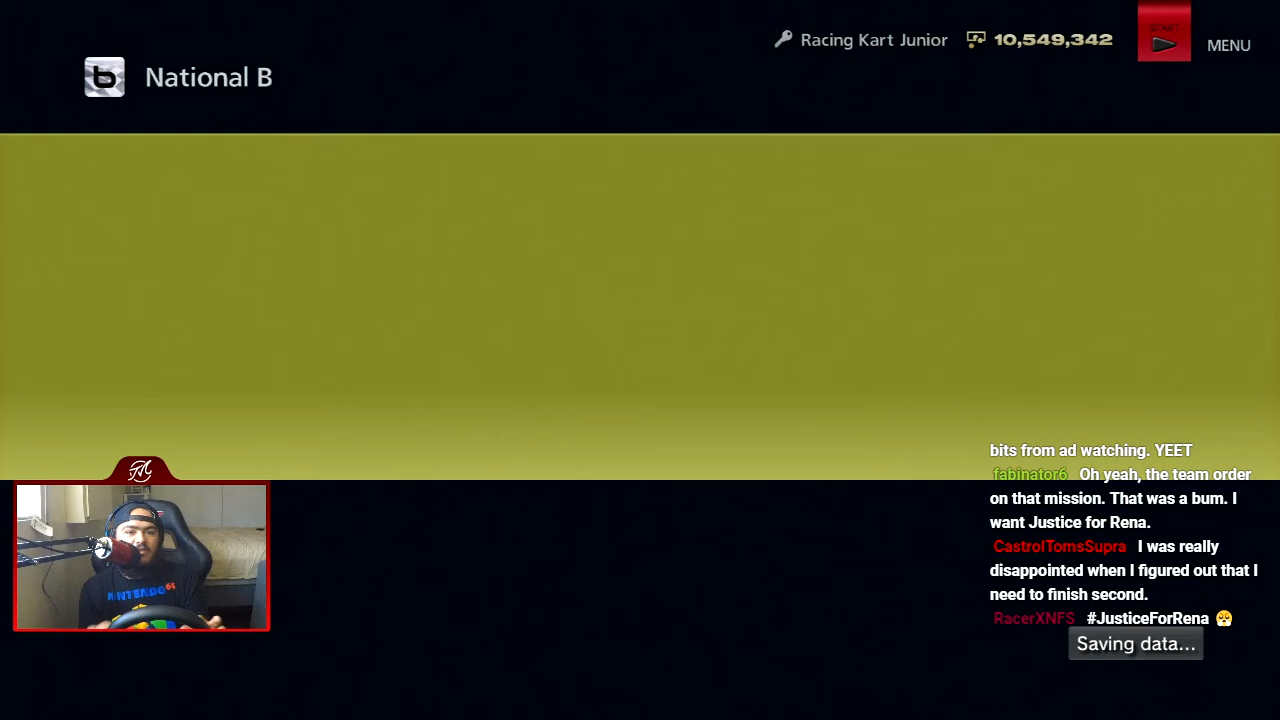 Racing Kart Junior 10,549,342 START MENU
b National B
bits from ad watching. YEET
fabinator6 Oh yeah, the team order
on that mission. That was a bum. I
want Justice for Rena.
CastrolTomsSupra I was really
disappointed when I figured out that I
need to finish second.
RacerXNFS #JusticeForRena 😤
Saving data...
NINTENDO64